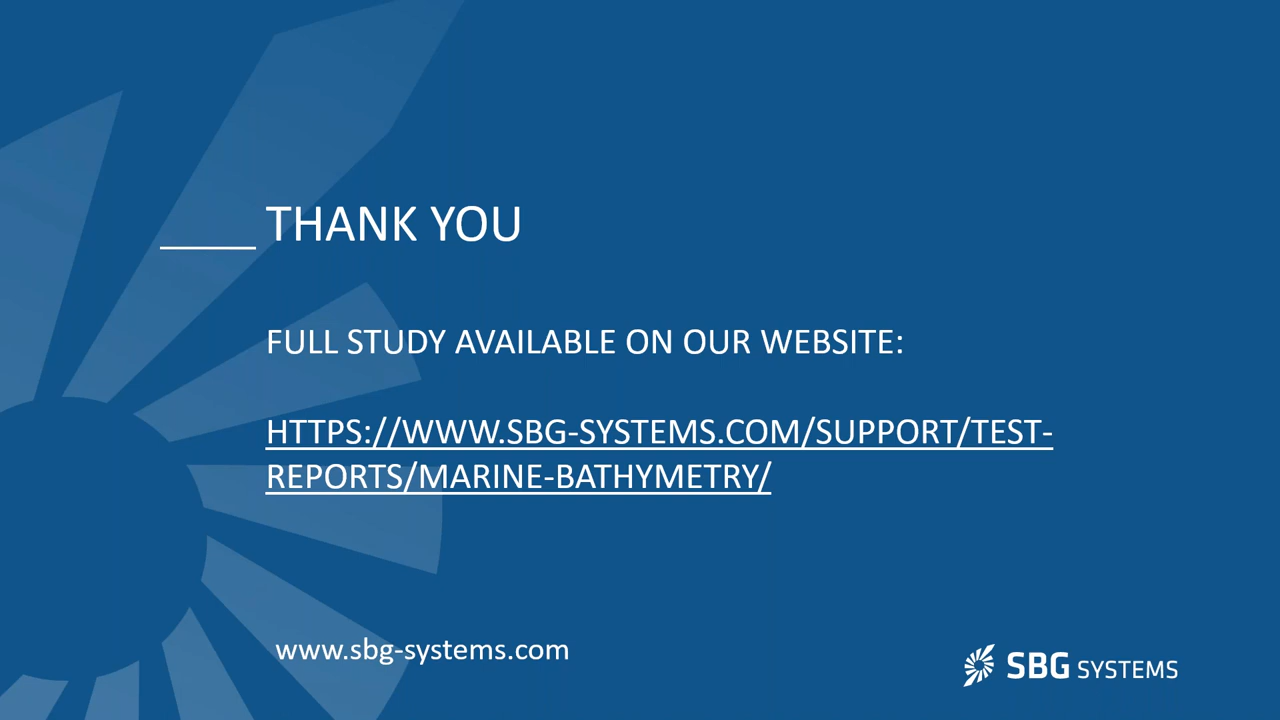 THANK YOU
FULL STUDY AVAILABLE ON OUR WEBSITE:
HTTPS://WWW.SBG-SYSTEMS.COM/SUPPORT/TEST-
REPORTS/MARINE-BATHYMETRY/
www.sbg-systems.com
SBG SYSTEMS